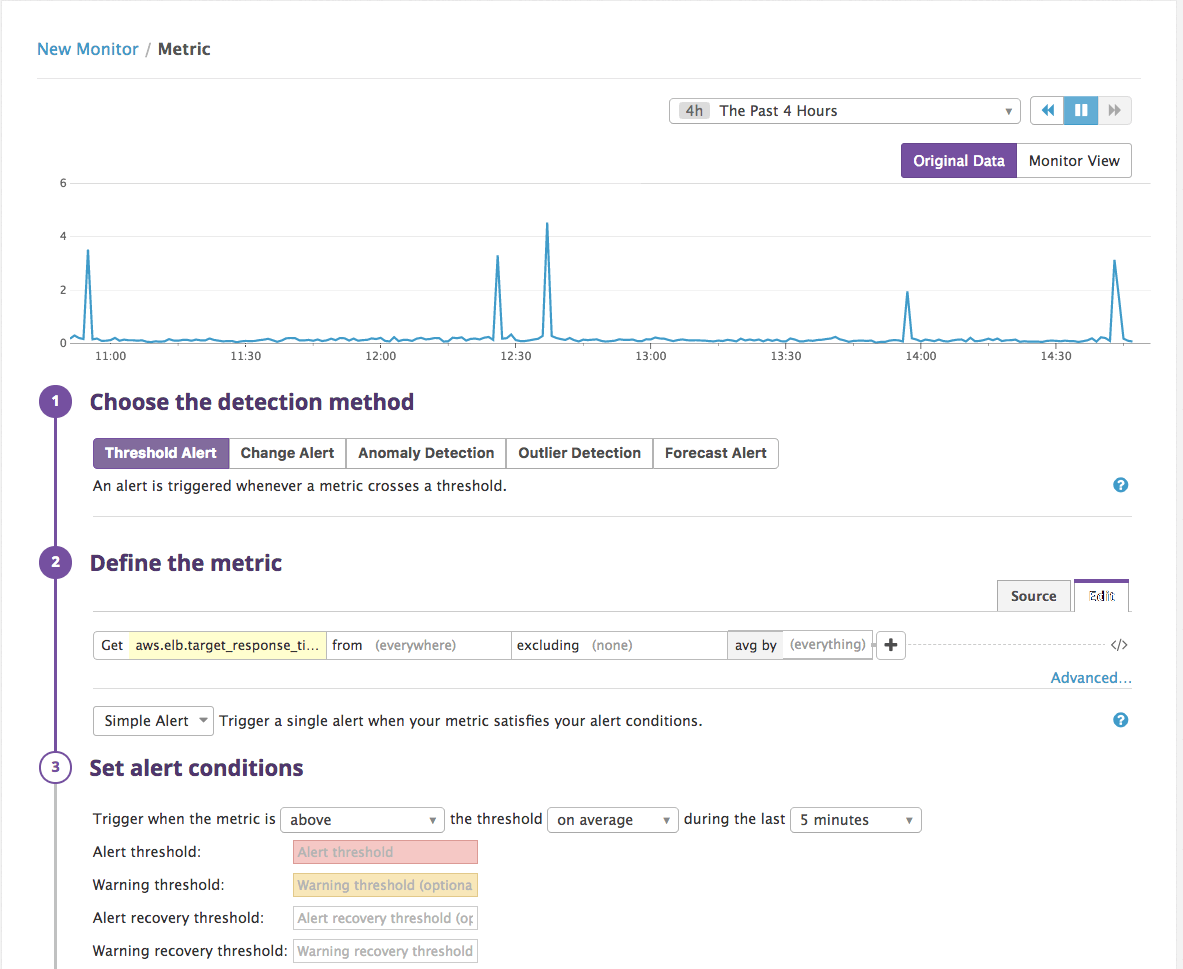 New Monitor / Metric
4h The Past 4 Hours
Original Data Monitor View
6
4
2
0
11:00 11:30 12:00 12:30 13:00 13:30 14:00 14:30
1 Choose the detection method
Threshold Alert Change Alert Anomaly Detection Outlier Detection Forecast Alert
An alert is triggered whenever a metric crosses a threshold.
?
2 Define the metric
Source Edit
Get aws.elb.target_response_ti... from (everywhere) excluding (none) avg by (everything) + </>
Advanced...
Simple Alert Trigger a single alert when your metric satisfies your alert conditions.
?
3 Set alert conditions
Trigger when the metric is above the threshold on average during the last 5 minutes
Alert threshold: Alert threshold
Warning threshold: Warning threshold (optiona
Alert recovery threshold: Alert recovery threshold (op
Warning recovery threshold: Warning recovery threshold